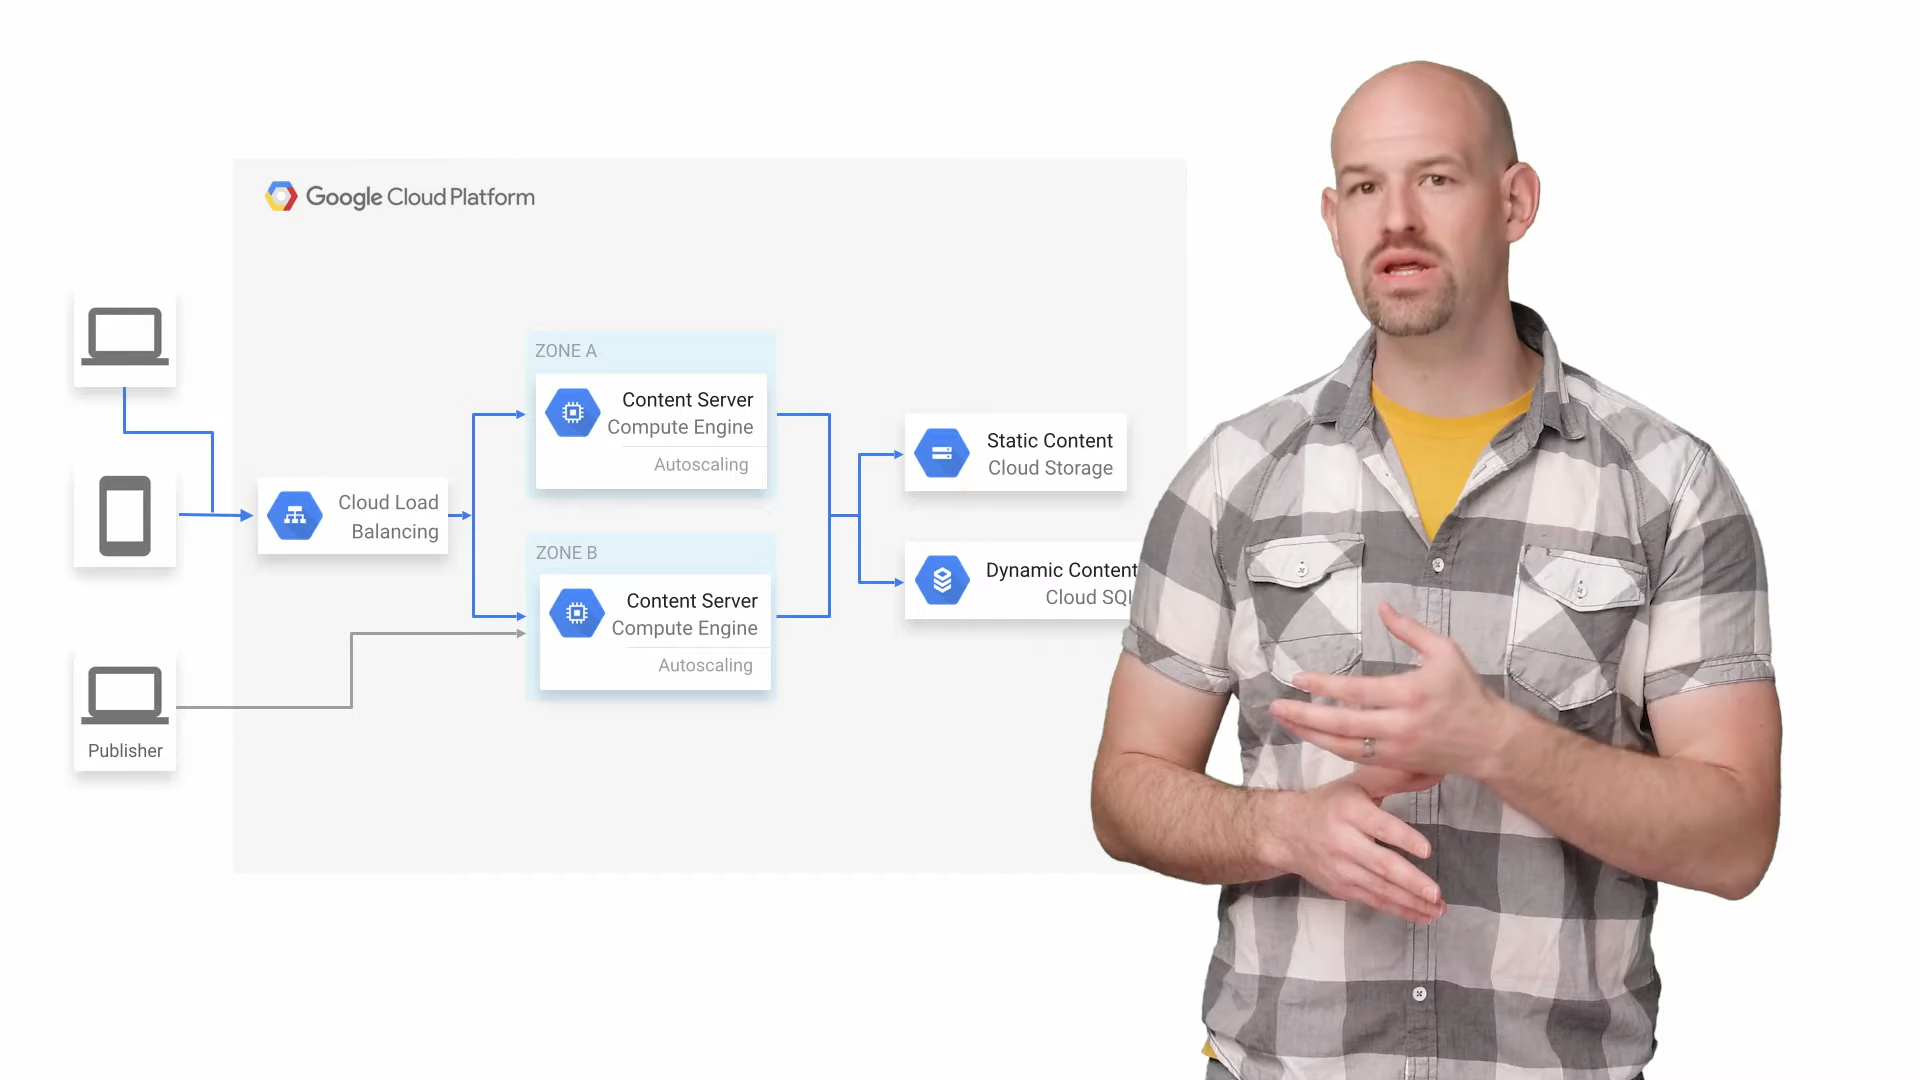 Google Cloud Platform
ZONE A
Content Server
Compute Engine
Autoscaling
Static Content
Cloud Storage
Cloud Load
Balancing
ZONE B
Content Server
Compute Engine
Autoscaling
Dynamic Content
Cloud
Publisher